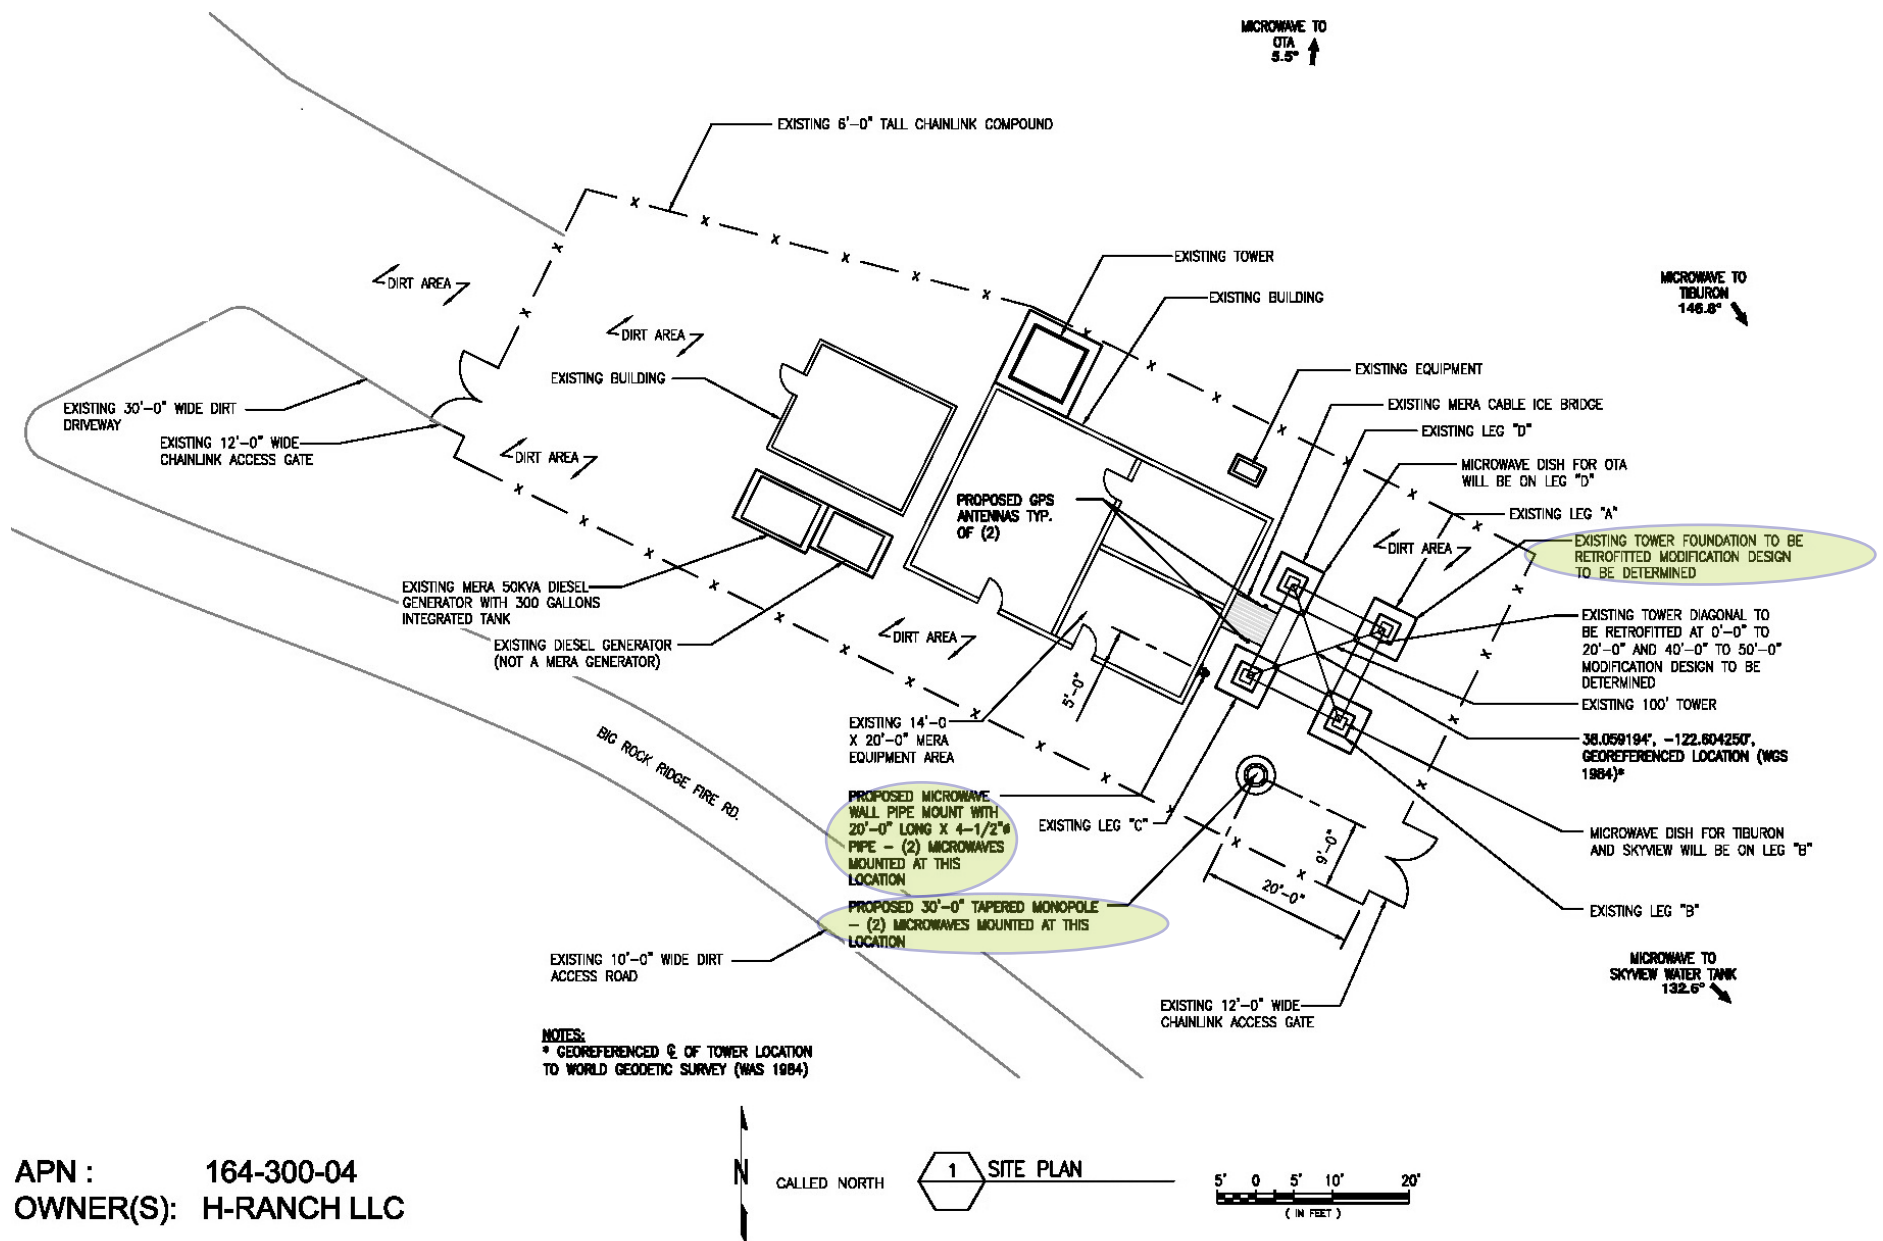 MICROWAVE TO
OTA
5.5°
EXISTING 6'-0" TALL CHAINLINK COMPOUND
EXISTING TOWER
EXISTING BUILDING
MICROWAVE TO
TIBURON
146.8°
DIRT AREA
DIRT AREA
EXISTING BUILDING
EXISTING EQUIPMENT
EXISTING MERA CABLE ICE BRIDGE
EXISTING LEG "D"
EXISTING 30'-0" WIDE DIRT
DRIVEWAY
EXISTING 12'-0" WIDE
CHAINLINK ACCESS GATE
DIRT AREA
MICROWAVE DISH FOR OTA
WILL BE ON LEG "D"
PROPOSED GPS
ANTENNAS TYP.
OF (2)
EXISTING LEG "A"
DIRT AREA
EXISTING TOWER FOUNDATION TO BE
RETROFITTED MODIFICATION DESIGN
TO BE DETERMINED
EXISTING MERA 50KVA DIESEL
GENERATOR WITH 300 GALLONS
INTEGRATED TANK
EXISTING DIESEL GENERATOR
(NOT A MERA GENERATOR)
DIRT AREA
EXISTING TOWER DIAGONAL TO
BE RETROFITTED AT 0'-0" TO
20'-0" AND 40'-0" TO 50'-0"
MODIFICATION DESIGN TO BE
DETERMINED
5'-0"
EXISTING 100' TOWER
EXISTING 14'-0
X 20'-0" MERA
EQUIPMENT AREA
38.059194°, -122.604250°,
GEOREFERENCED LOCATION (WGS
1984)*
BIG ROCK RIDGE FIRE RD.
PROPOSED MICROWAVE
WALL PIPE MOUNT WITH
20'-0" LONG X 4-1/2"ø
PIPE - (2) MICROWAVES
MOUNTED AT THIS
LOCATION
EXISTING LEG "C"
MICROWAVE DISH FOR TIBURON
AND SKYVIEW WILL BE ON LEG "B"
9'-0"
20'-0"
PROPOSED 30'-0" TAPERED MONOPOLE
- (2) MICROWAVES MOUNTED AT THIS
LOCATION
EXISTING LEG "B"
EXISTING 10'-0" WIDE DIRT
ACCESS ROAD
MICROWAVE TO
SKYVIEW WATER TANK
132.6°
EXISTING 12'-0" WIDE
CHAINLINK ACCESS GATE
NOTES:
* GEOREFERENCED ℄ OF TOWER LOCATION
TO WORLD GEODETIC SURVEY (WAS 1984)
APN : 164-300-04
OWNER(S): H-RANCH LLC
N
CALLED NORTH
1 SITE PLAN
5' 0 5' 10' 20'
( IN FEET )